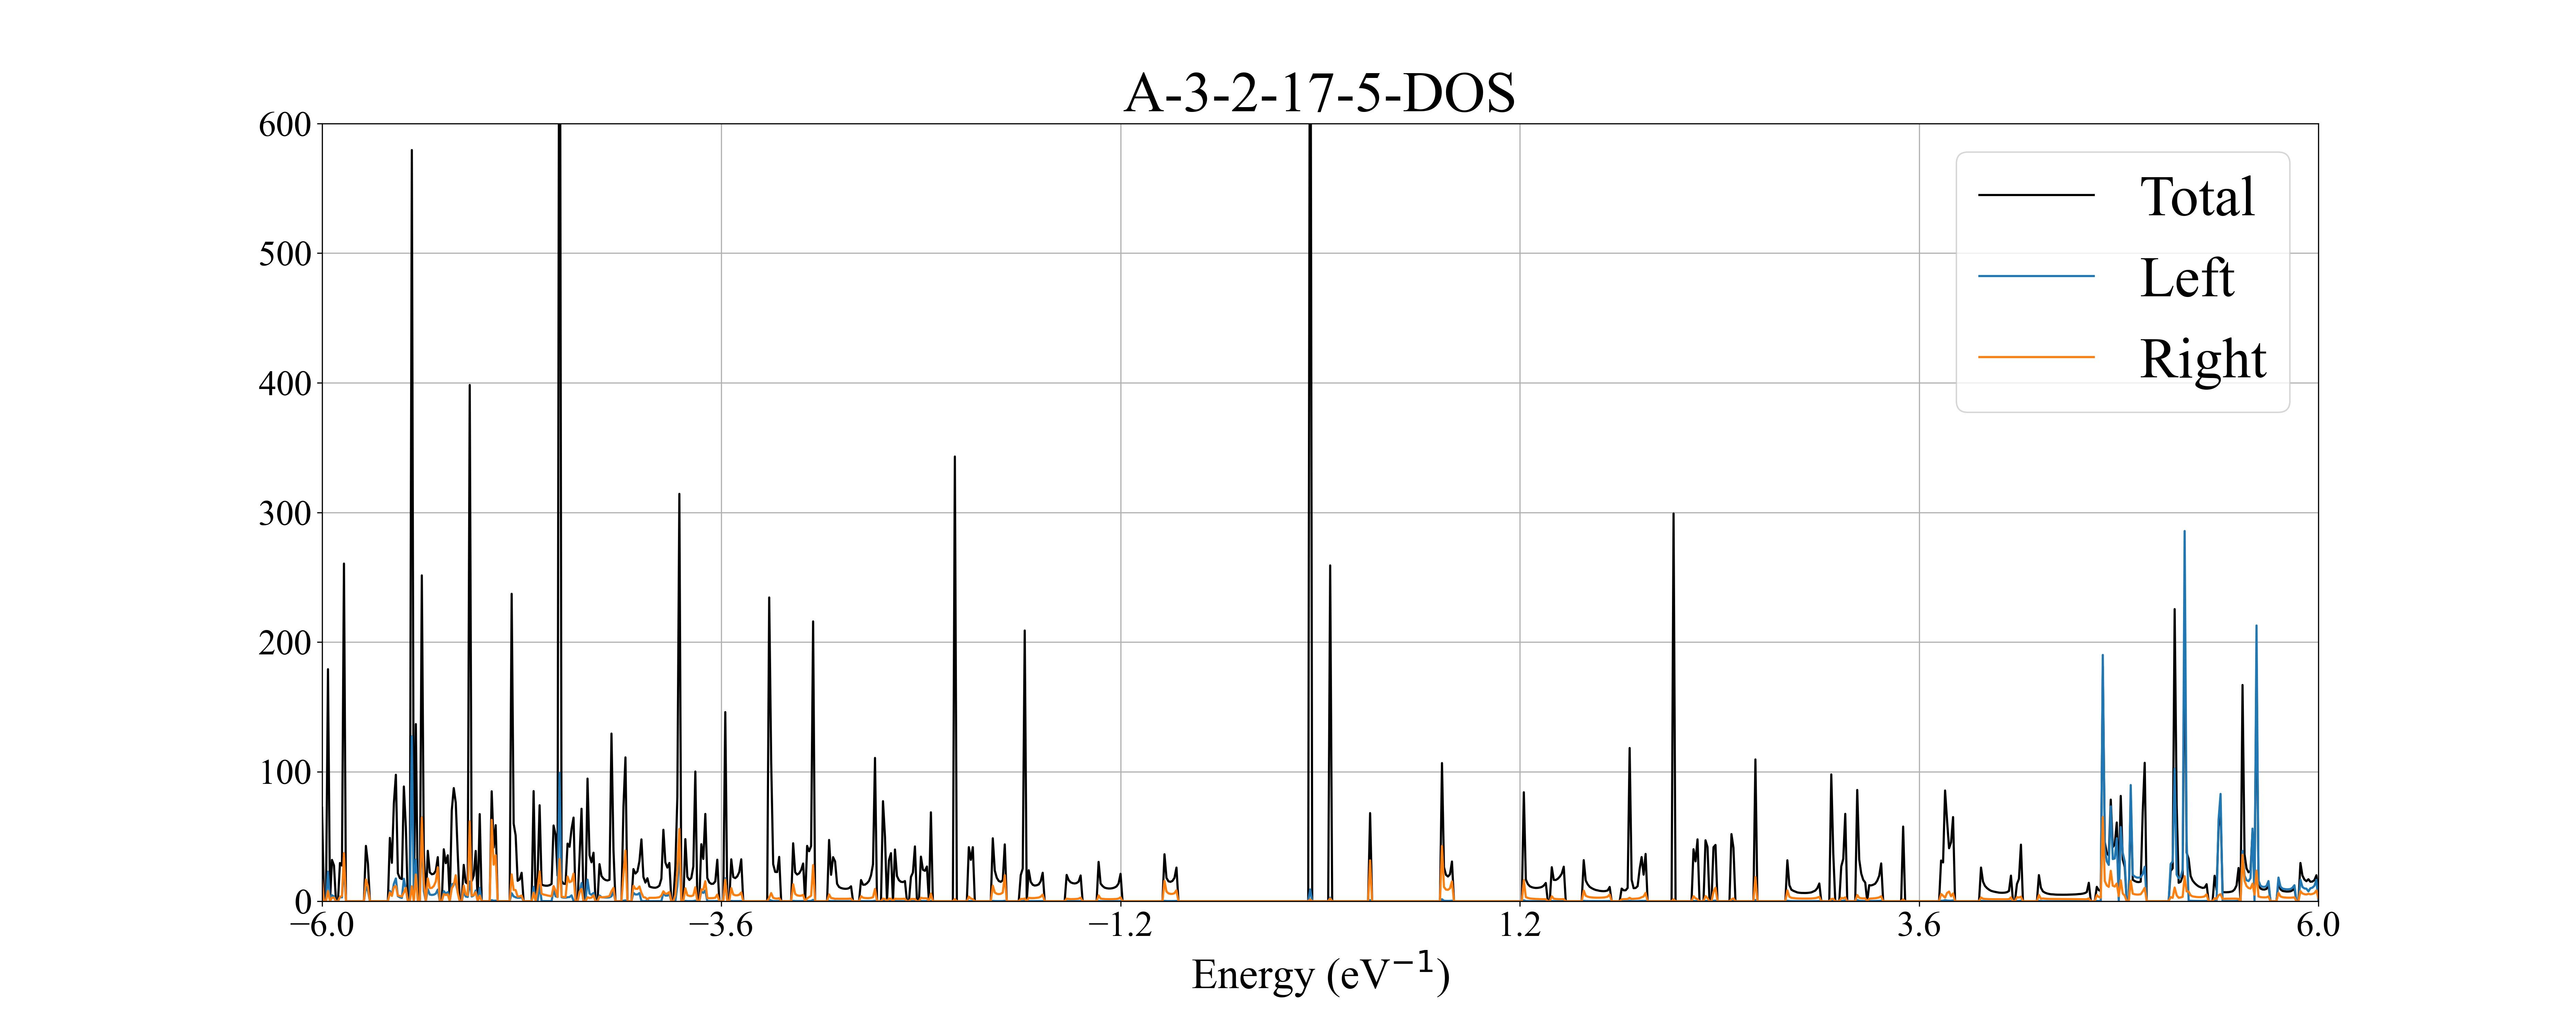 A-3-2-17-5-DOS
600
500
400
300
200
100
0
Total
Left
Right
−6.0 −3.6 −1.2 1.2 3.6 6.0
Energy (eV⁻¹)